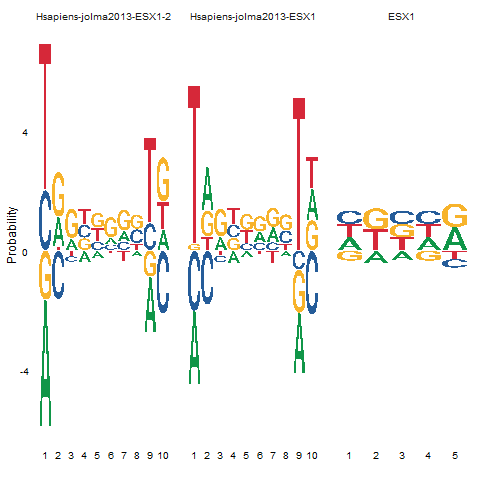 Hsapiens-jolma2013-ESX1-2 Hsapiens-jolma2013-ESX1 ESX1
Probability
4
0
-4
1 2 3 4 5 6 7 8 9 10 1 2 3 4 5 6 7 8 9 10 1 2 3 4 5